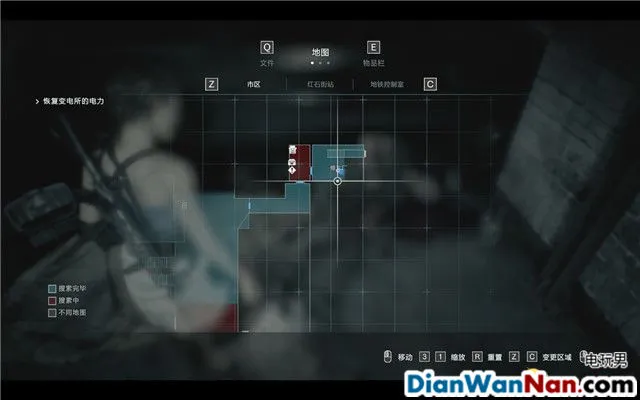 Q 地图 E
文件 物品栏
Z 市区 红石街站 地铁控制室 C
恢复变电所的电力
搜索完毕
搜索中
不同地图
移动 3 1 缩放 R 重置 Z C 变更区域
电玩男
DianWanNan.com